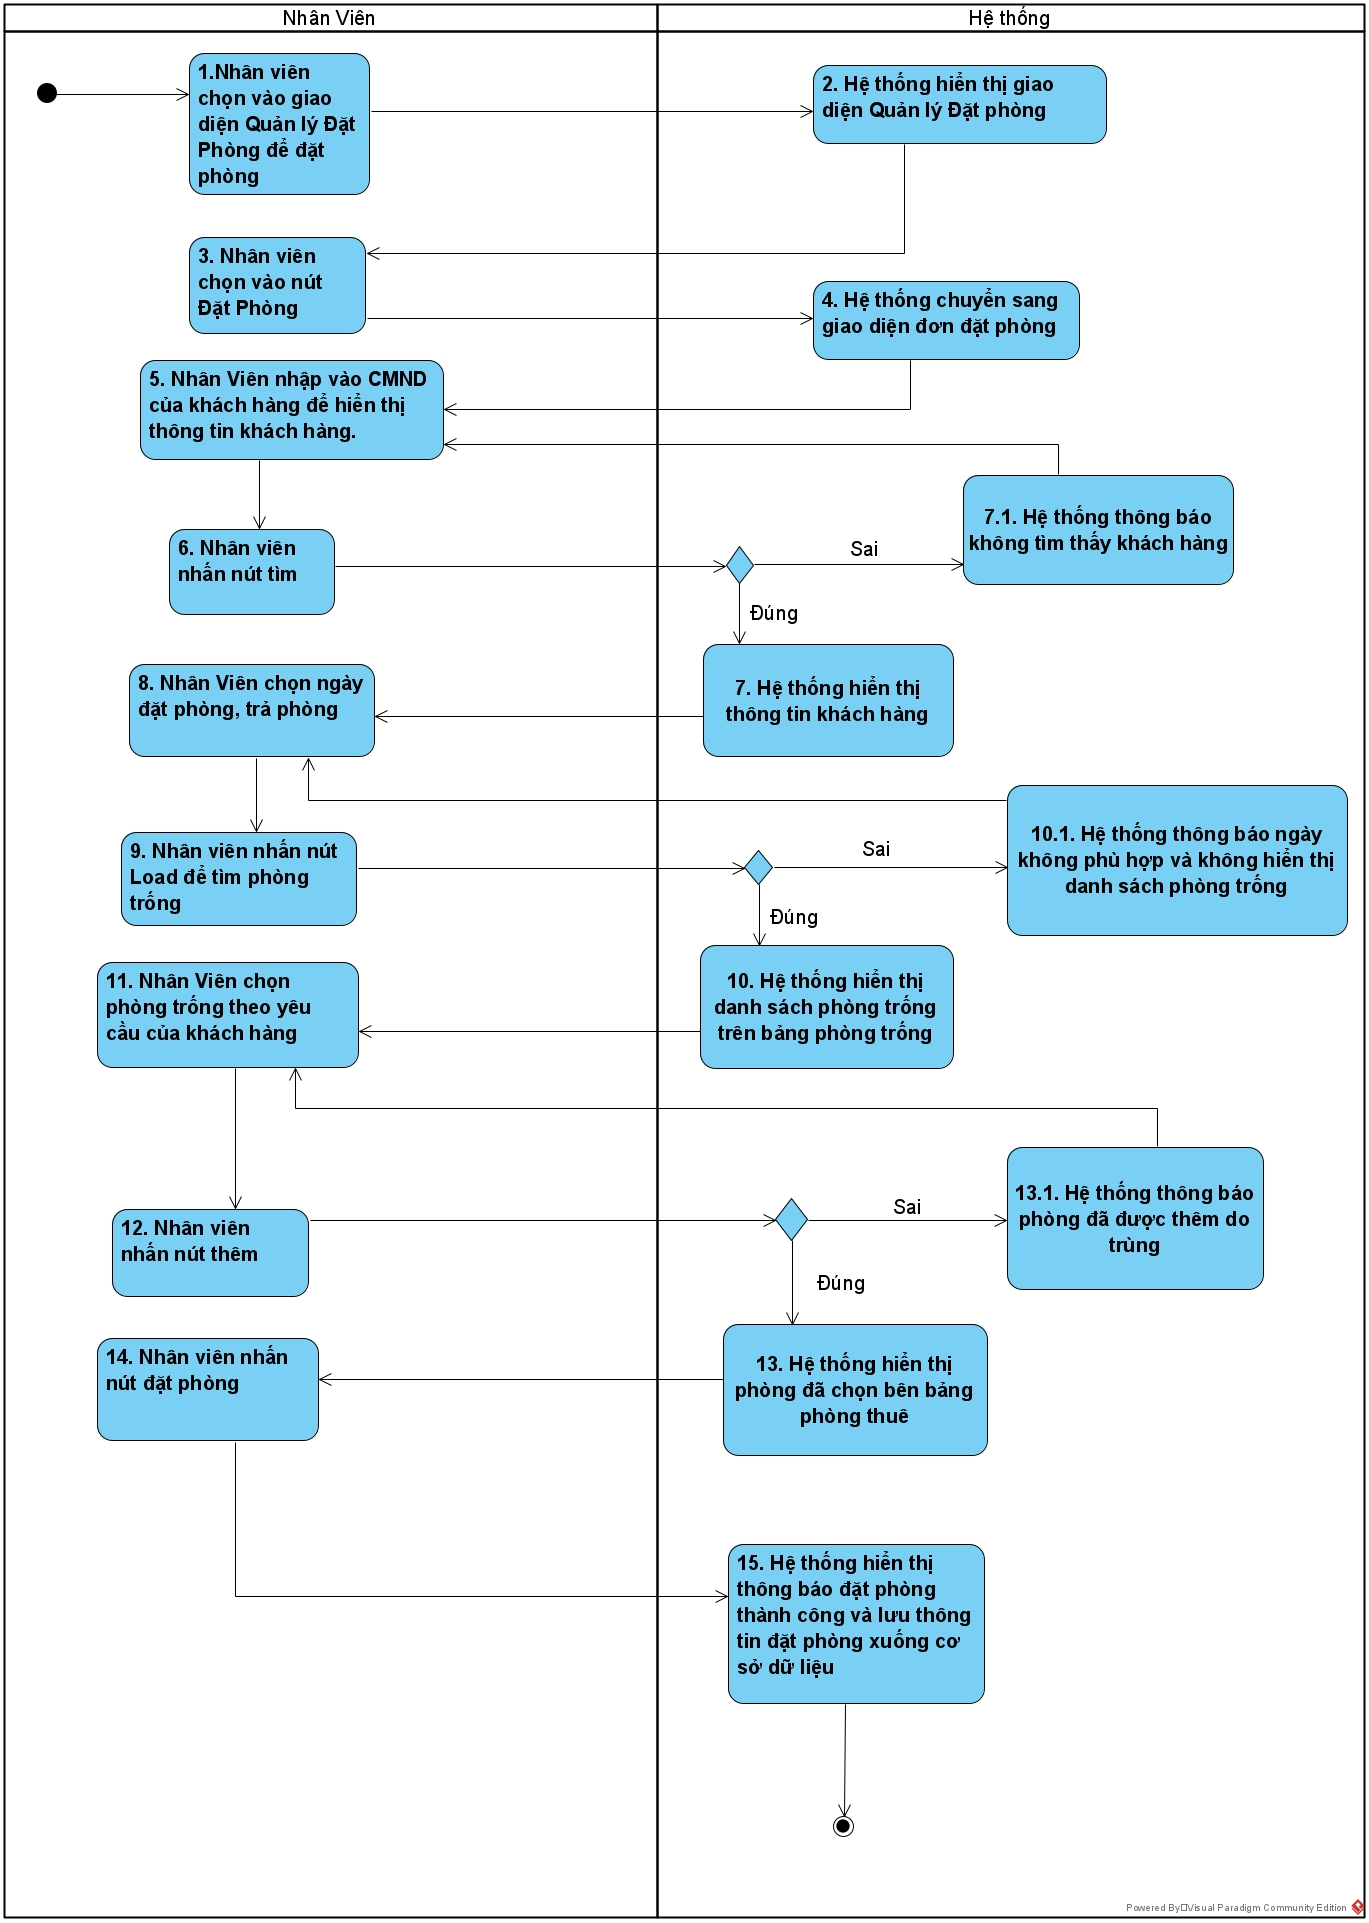 Nhân Viên
Hệ thống
1.Nhân viên
chọn vào giao
diện Quản lý Đặt
Phòng để đặt
phòng
2. Hệ thống hiển thị giao
diện Quản lý Đặt phòng
3. Nhân viên
chọn vào nút
Đặt Phòng
4. Hệ thống chuyển sang
giao diện đơn đặt phòng
5. Nhân Viên nhập vào CMND
của khách hàng để hiển thị
thông tin khách hàng.
6. Nhân viên
nhấn nút tìm
Sai
7.1. Hệ thống thông báo
không tìm thấy khách hàng
Đúng
7. Hệ thống hiển thị
thông tin khách hàng
8. Nhân Viên chọn ngày
đặt phòng, trả phòng
9. Nhân viên nhấn nút
Load để tìm phòng
trống
Sai
10.1. Hệ thống thông báo ngày
không phù hợp và không hiển thị
danh sách phòng trống
Đúng
10. Hệ thống hiển thị
danh sách phòng trống
trên bảng phòng trống
11. Nhân Viên chọn
phòng trống theo yêu
cầu của khách hàng
12. Nhân viên
nhấn nút thêm
Sai
13.1. Hệ thống thông báo
phòng đã được thêm do
trùng
Đúng
13. Hệ thống hiển thị
phòng đã chọn bên bảng
phòng thuê
14. Nhân viên nhấn
nút đặt phòng
15. Hệ thống hiển thị
thông báo đặt phòng
thành công và lưu thông
tin đặt phòng xuống cơ
sở dữ liệu
Powered By□Visual Paradigm Community Edition